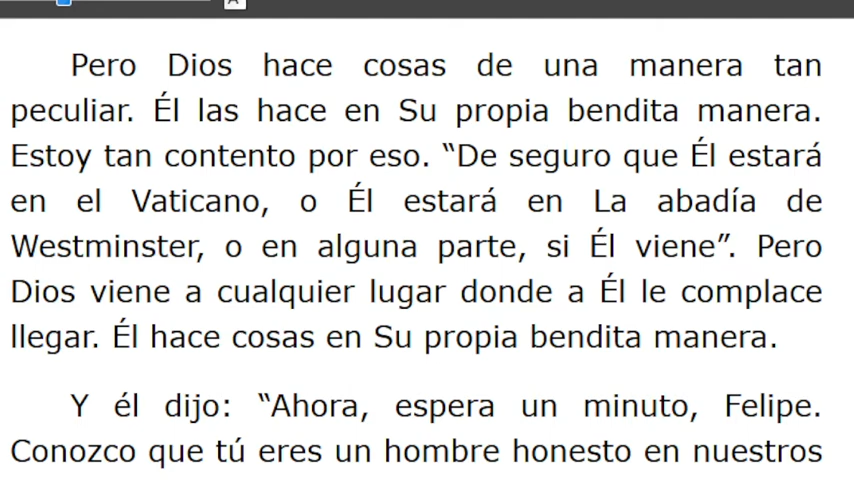 Pero Dios hace cosas de una manera tan
peculiar. Él las hace en Su propia bendita manera.
Estoy tan contento por eso. “De seguro que Él estará
en el Vaticano, o Él estará en La abadía de
Westminster, o en alguna parte, si Él viene”. Pero
Dios viene a cualquier lugar donde a Él le complace
llegar. Él hace cosas en Su propia bendita manera.
Y él dijo: “Ahora, espera un minuto, Felipe.
Conozco que tú eres un hombre honesto en nuestros